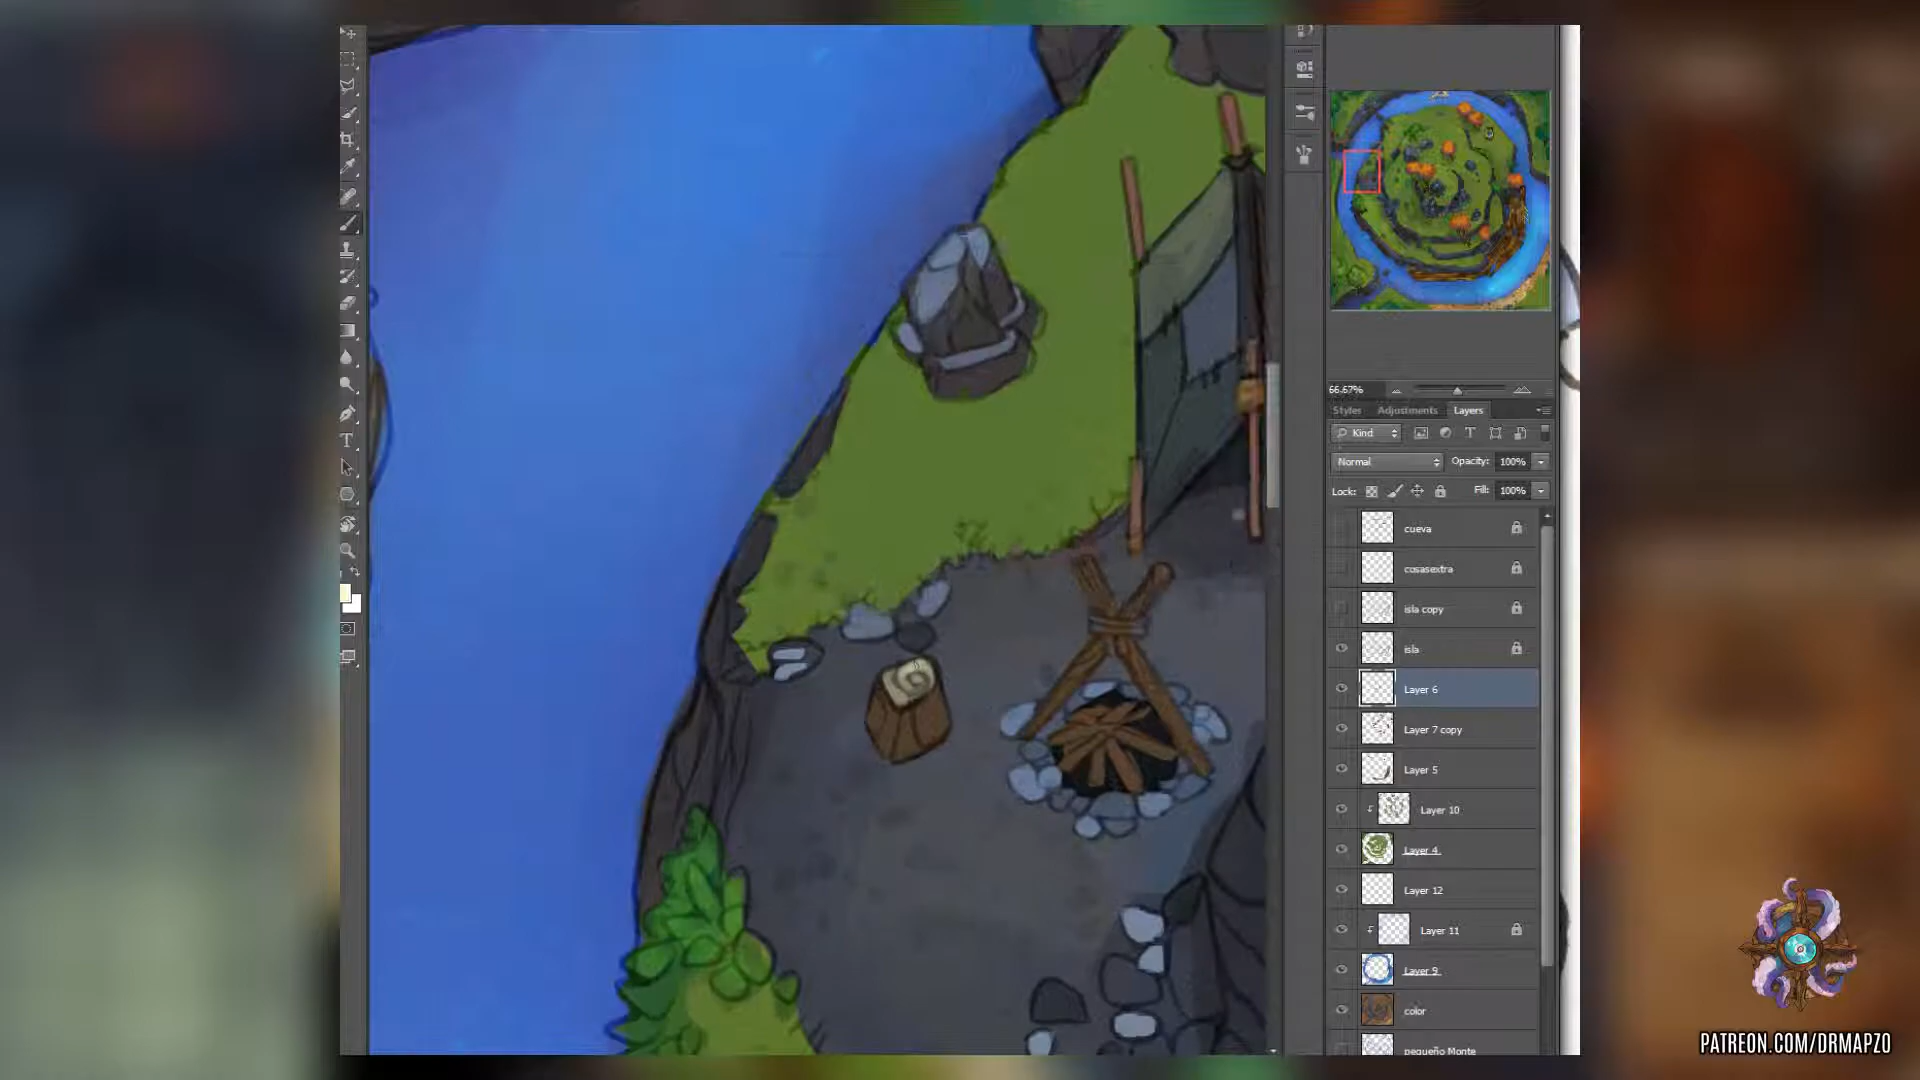 66.67%
Styles Adjustments Layers
Kind
Normal Opacity: 100%
Lock: Fill: 100%
cueva
cosasextra
isla copy
isla
Layer 6
Layer 7 copy
Layer 5
Layer 10
Layer 4
Layer 12
Layer 11
Layer 9
color
pequeño Monte
PATREON.COM/DRMAPZO